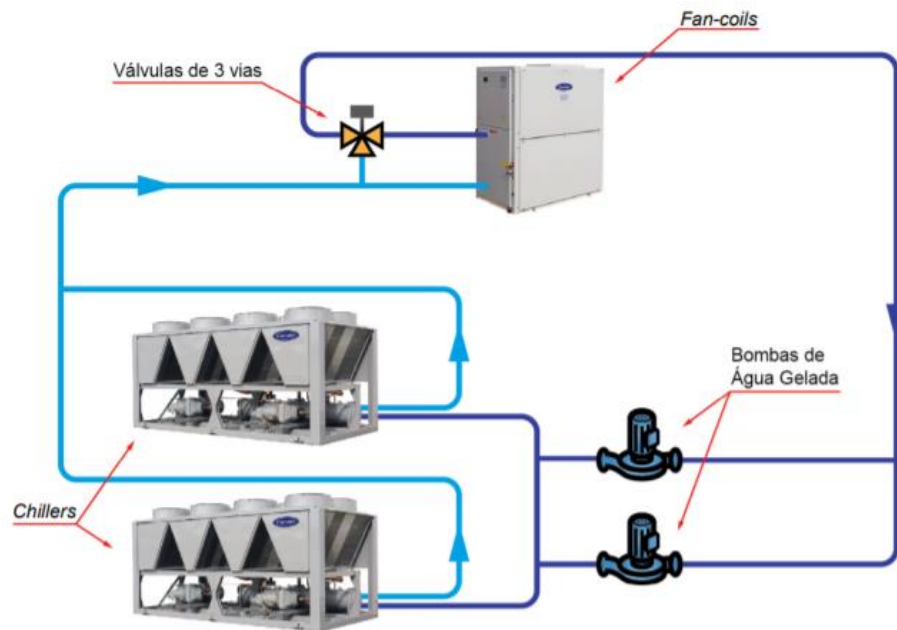 Fan-coils
Válvulas de 3 vias
Bombas de
Água Gelada
Chillers